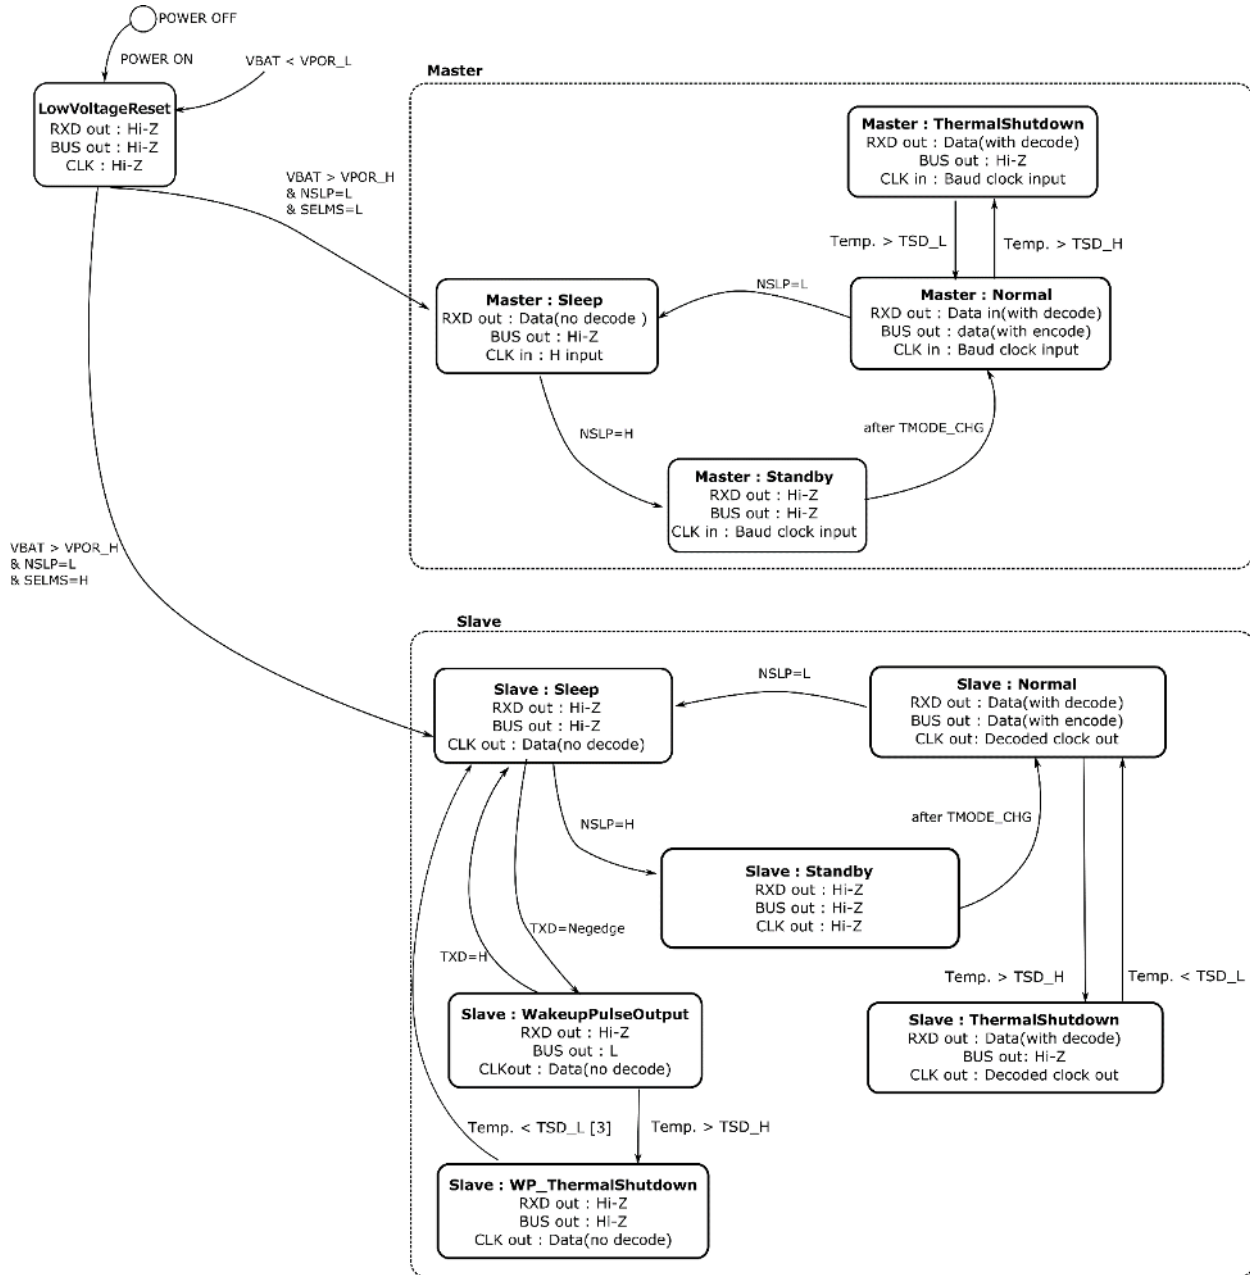 POWER OFF
POWER ON
VBAT < VPOR_L
LowVoltageReset
RXD out : Hi-Z
BUS out : Hi-Z
CLK : Hi-Z
VBAT > VPOR_H
& NSLP=L
& SELMS=L
VBAT > VPOR_H
& NSLP=L
& SELMS=H
Master
Master : ThermalShutdown
RXD out : Data(with decode)
BUS out : Hi-Z
CLK in : Baud clock input
Temp. > TSD_L
Temp. > TSD_H
Master : Sleep
RXD out : Data(no decode )
BUS out : Hi-Z
CLK in : H input
NSLP=L
Master : Normal
RXD out : Data in(with decode)
BUS out : data(with encode)
CLK in : Baud clock input
NSLP=H
after TMODE_CHG
Master : Standby
RXD out : Hi-Z
BUS out : Hi-Z
CLK in : Baud clock input
Slave
Slave : Sleep
RXD out : Hi-Z
BUS out : Hi-Z
CLK out : Data(no decode)
NSLP=L
Slave : Normal
RXD out : Data(with decode)
BUS out : Data(with encode)
CLK out: Decoded clock out
NSLP=H
after TMODE_CHG
Slave : Standby
RXD out : Hi-Z
BUS out : Hi-Z
CLK out : Hi-Z
TXD=H
TXD=Negedge
Temp. > TSD_H
Temp. < TSD_L
Slave : WakeupPulseOutput
RXD out : Hi-Z
BUS out : L
CLKout : Data(no decode)
Slave : ThermalShutdown
RXD out : Data(with decode)
BUS out: Hi-Z
CLK out : Decoded clock out
Temp. < TSD_L [3]
Temp. > TSD_H
Slave : WP_ThermalShutdown
RXD out : Hi-Z
BUS out : Hi-Z
CLK out : Data(no decode)